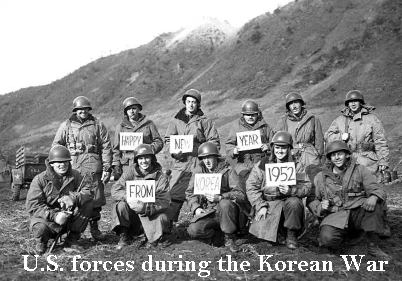 HAPPY NEW YEAR
FROM KOREA 1952
U.S. forces during the Korean War